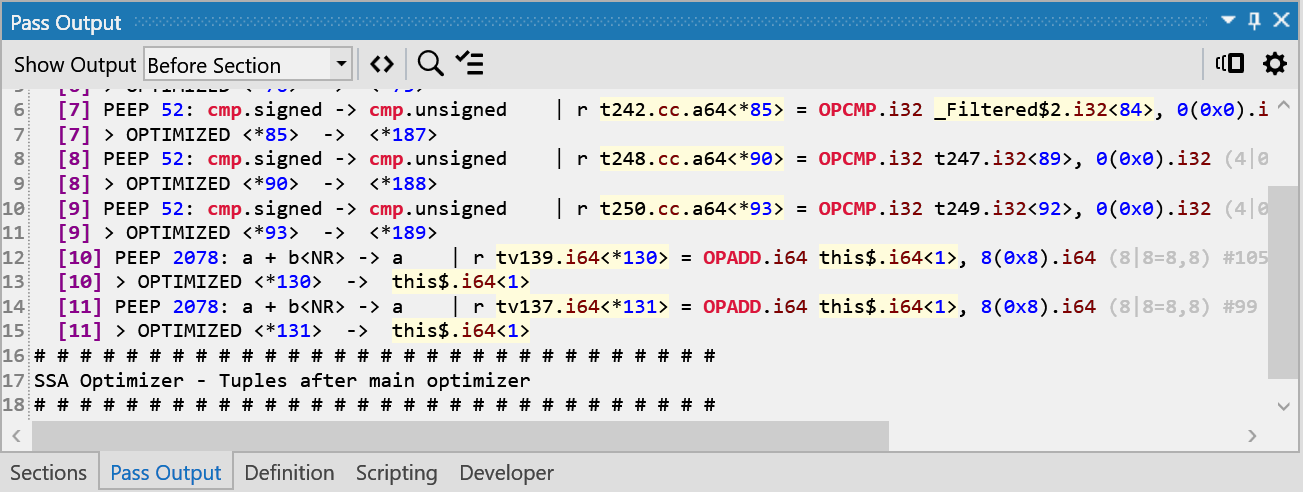 Pass Output
Show Output Before Section
6 [7] PEEP 52: cmp.signed -> cmp.unsigned | r t242.cc.a64<*85> = OPCMP.i32 _Filtered$2.i32<84>, 0(0x0).i
7 [7] > OPTIMIZED <*85> -> <*187>
8 [8] PEEP 52: cmp.signed -> cmp.unsigned | r t248.cc.a64<*90> = OPCMP.i32 t247.i32<89>, 0(0x0).i32 (4|0
9 [8] > OPTIMIZED <*90> -> <*188>
10 [9] PEEP 52: cmp.signed -> cmp.unsigned | r t250.cc.a64<*93> = OPCMP.i32 t249.i32<92>, 0(0x0).i32 (4|0
11 [9] > OPTIMIZED <*93> -> <*189>
12 [10] PEEP 2078: a + b<NR> -> a | r tv139.i64<*130> = OPADD.i64 this$.i64<1>, 8(0x8).i64 (8|8=8,8) #105
13 [10] > OPTIMIZED <*130> -> this$.i64<1>
14 [11] PEEP 2078: a + b<NR> -> a | r tv137.i64<*131> = OPADD.i64 this$.i64<1>, 8(0x8).i64 (8|8=8,8) #99
15 [11] > OPTIMIZED <*131> -> this$.i64<1>
16 # # # # # # # # # # # # # # # # # # # # # # # # # # # # # #
17 SSA Optimizer - Tuples after main optimizer
18 # # # # # # # # # # # # # # # # # # # # # # # # # # # # # #
Sections Pass Output Definition Scripting Developer